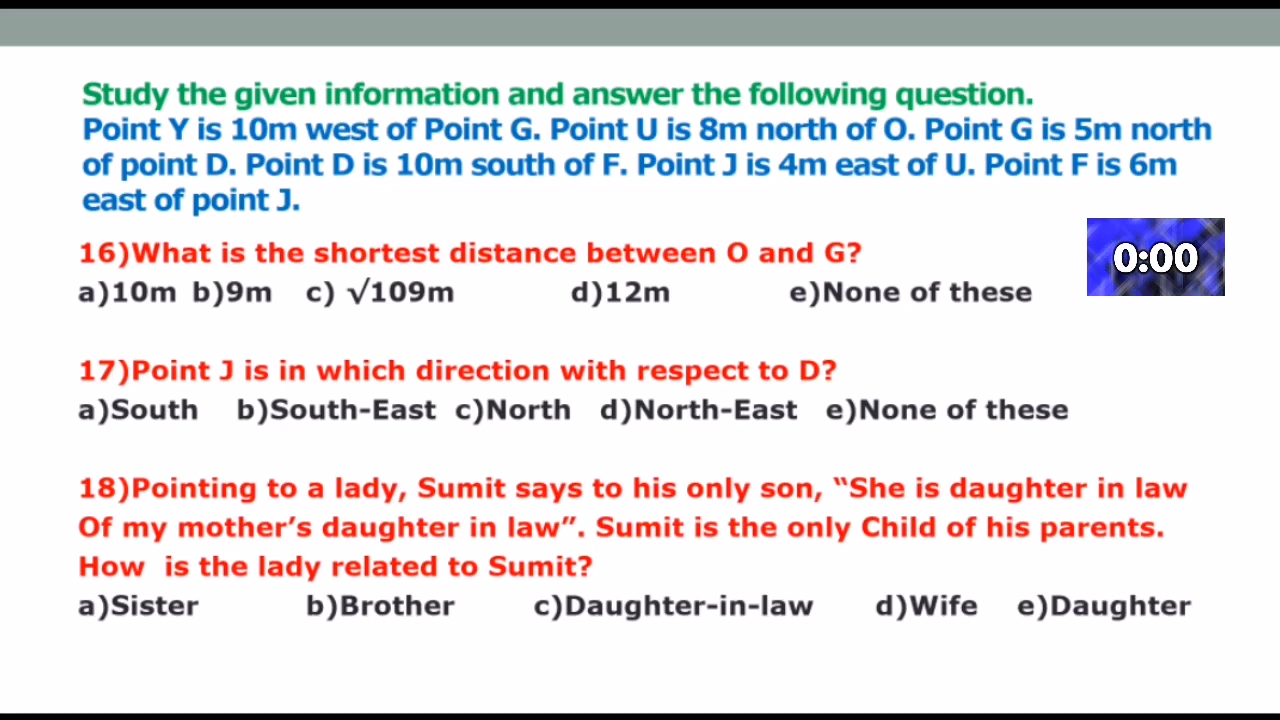 Study the given information and answer the following question.
Point Y is 10m west of Point G. Point U is 8m north of O. Point G is 5m north
of point D. Point D is 10m south of F. Point J is 4m east of U. Point F is 6m
east of point J.
0:00
16)What is the shortest distance between O and G?
a)10m b)9m c) √109m d)12m e)None of these
17)Point J is in which direction with respect to D?
a)South b)South-East c)North d)North-East e)None of these
18)Pointing to a lady, Sumit says to his only son, “She is daughter in law
Of my mother’s daughter in law”. Sumit is the only Child of his parents.
How is the lady related to Sumit?
a)Sister b)Brother c)Daughter-in-law d)Wife e)Daughter